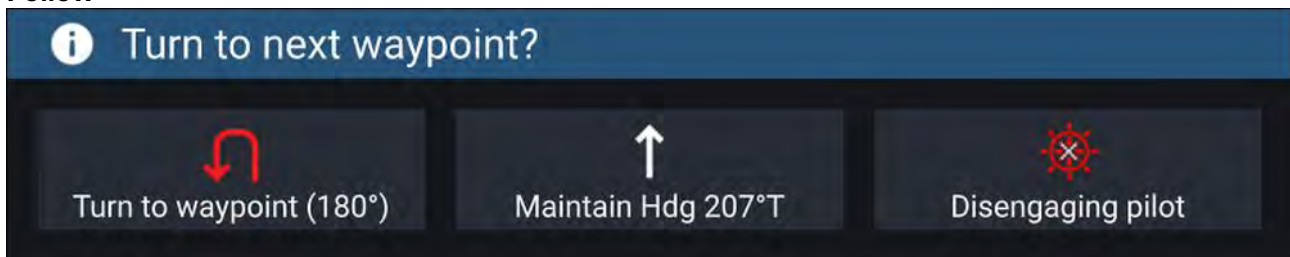 Turn to next waypoint?
Turn to waypoint (180°)
Maintain Hdg 207°T
Disengaging pilot